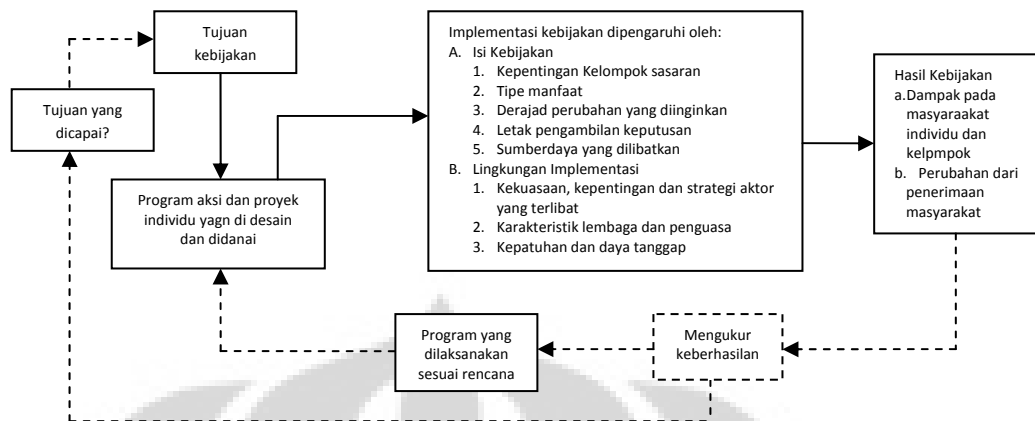 Tujuan
kebijakan
Tujuan yang
dicapai?
Program aksi dan proyek
individu yagn di desain
dan didanai
Implementasi kebijakan dipengaruhi oleh:
A. Isi Kebijakan
1. Kepentingan Kelompok sasaran
2. Tipe manfaat
3. Derajad perubahan yang diinginkan
4. Letak pengambilan keputusan
5. Sumberdaya yang dilibatkan
B. Lingkungan Implementasi
1. Kekuasaan, kepentingan dan strategi aktor
yang terlibat
2. Karakteristik lembaga dan penguasa
3. Kepatuhan dan daya tanggap
Hasil Kebijakan
a.Dampak pada
masyaraakat
individu dan
kelpmpok
b. Perubahan dari
penerimaan
masyarakat
Program yang
dilaksanakan
sesuai rencana
Mengukur
keberhasilan